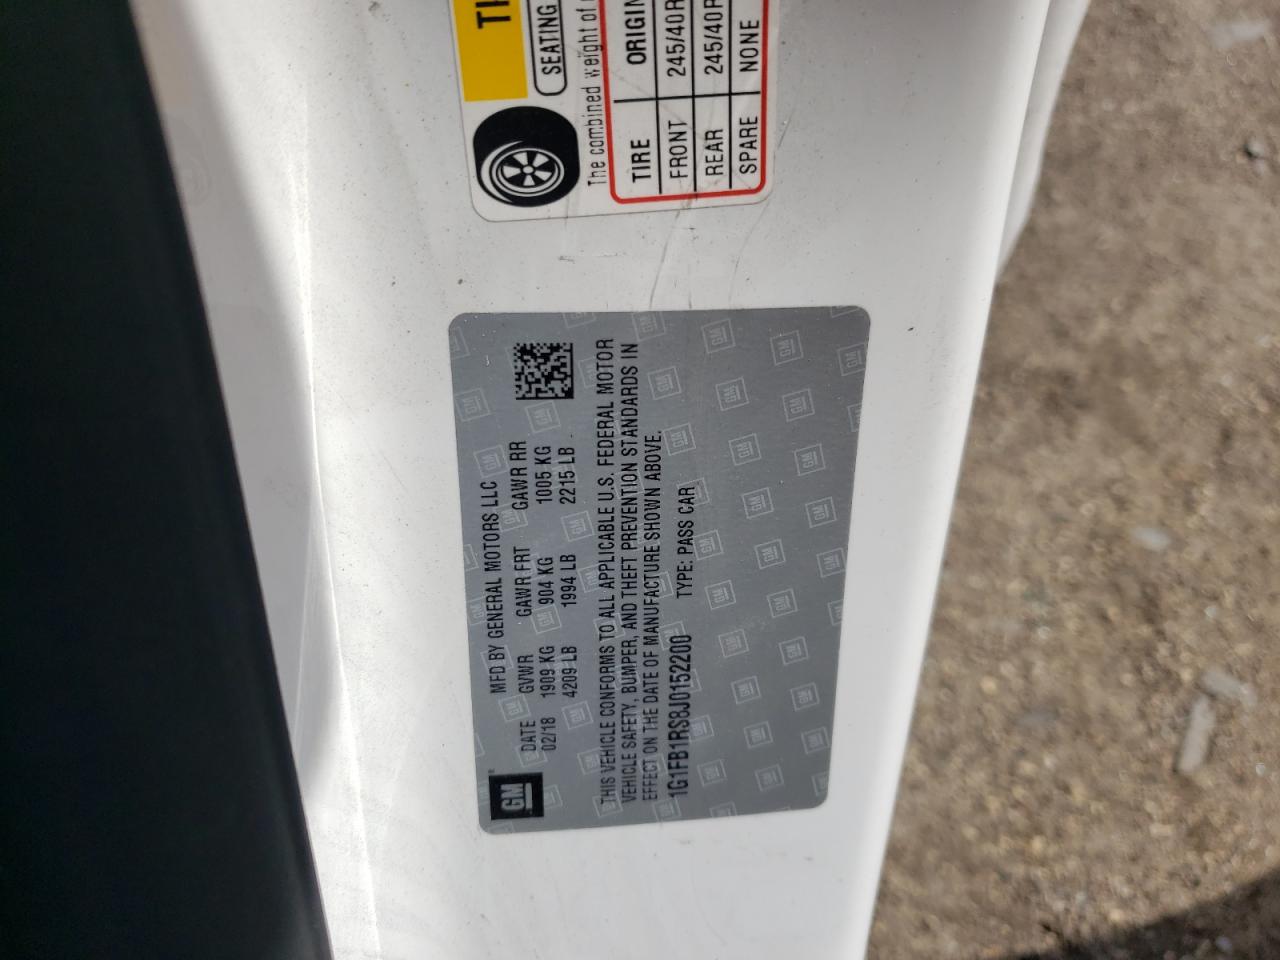 GM
MFD BY GENERAL MOTORS LLC
DATE GVWR GAWR FRT GAWR RR
02/18 1909 KG 904 KG 1005 KG
4209 LB 1994 LB 2215 LB
THIS VEHICLE CONFORMS TO ALL APPLICABLE U.S. FEDERAL MOTOR
VEHICLE SAFETY, BUMPER, AND THEFT PREVENTION STANDARDS IN
EFFECT ON THE DATE OF MANUFACTURE SHOWN ABOVE.
1G1FB1RS8J0152200 TYPE: PASS CAR
SEATING
The combined weight of
TIRE
FRONT 245/40R
REAR 245/40R
SPARE NONE